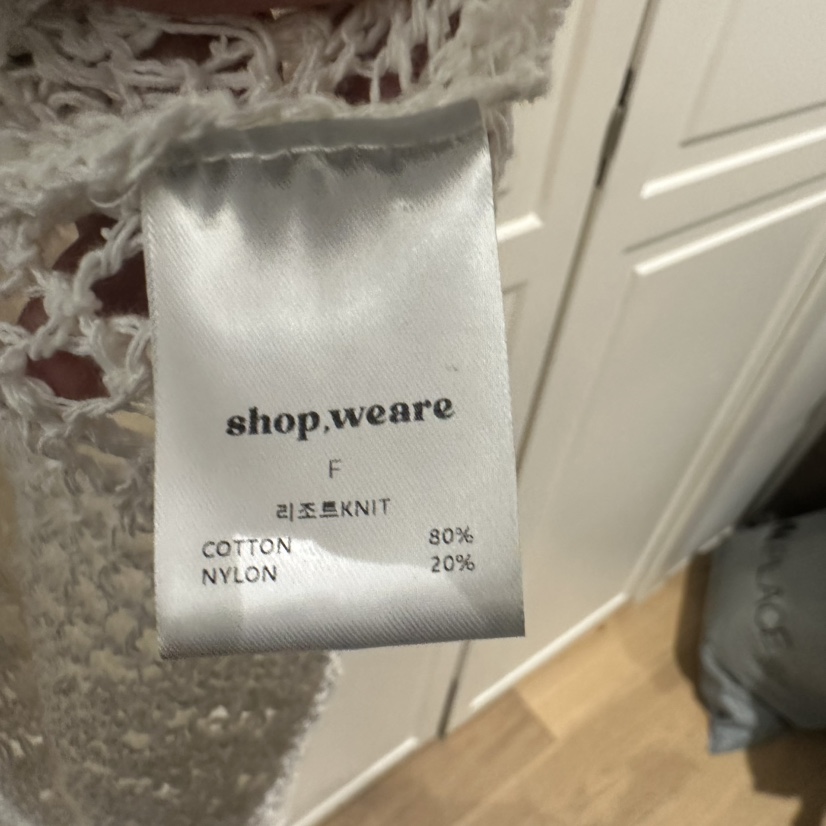 shop,weare
F
리조트KNIT
COTTON 80%
NYLON 20%